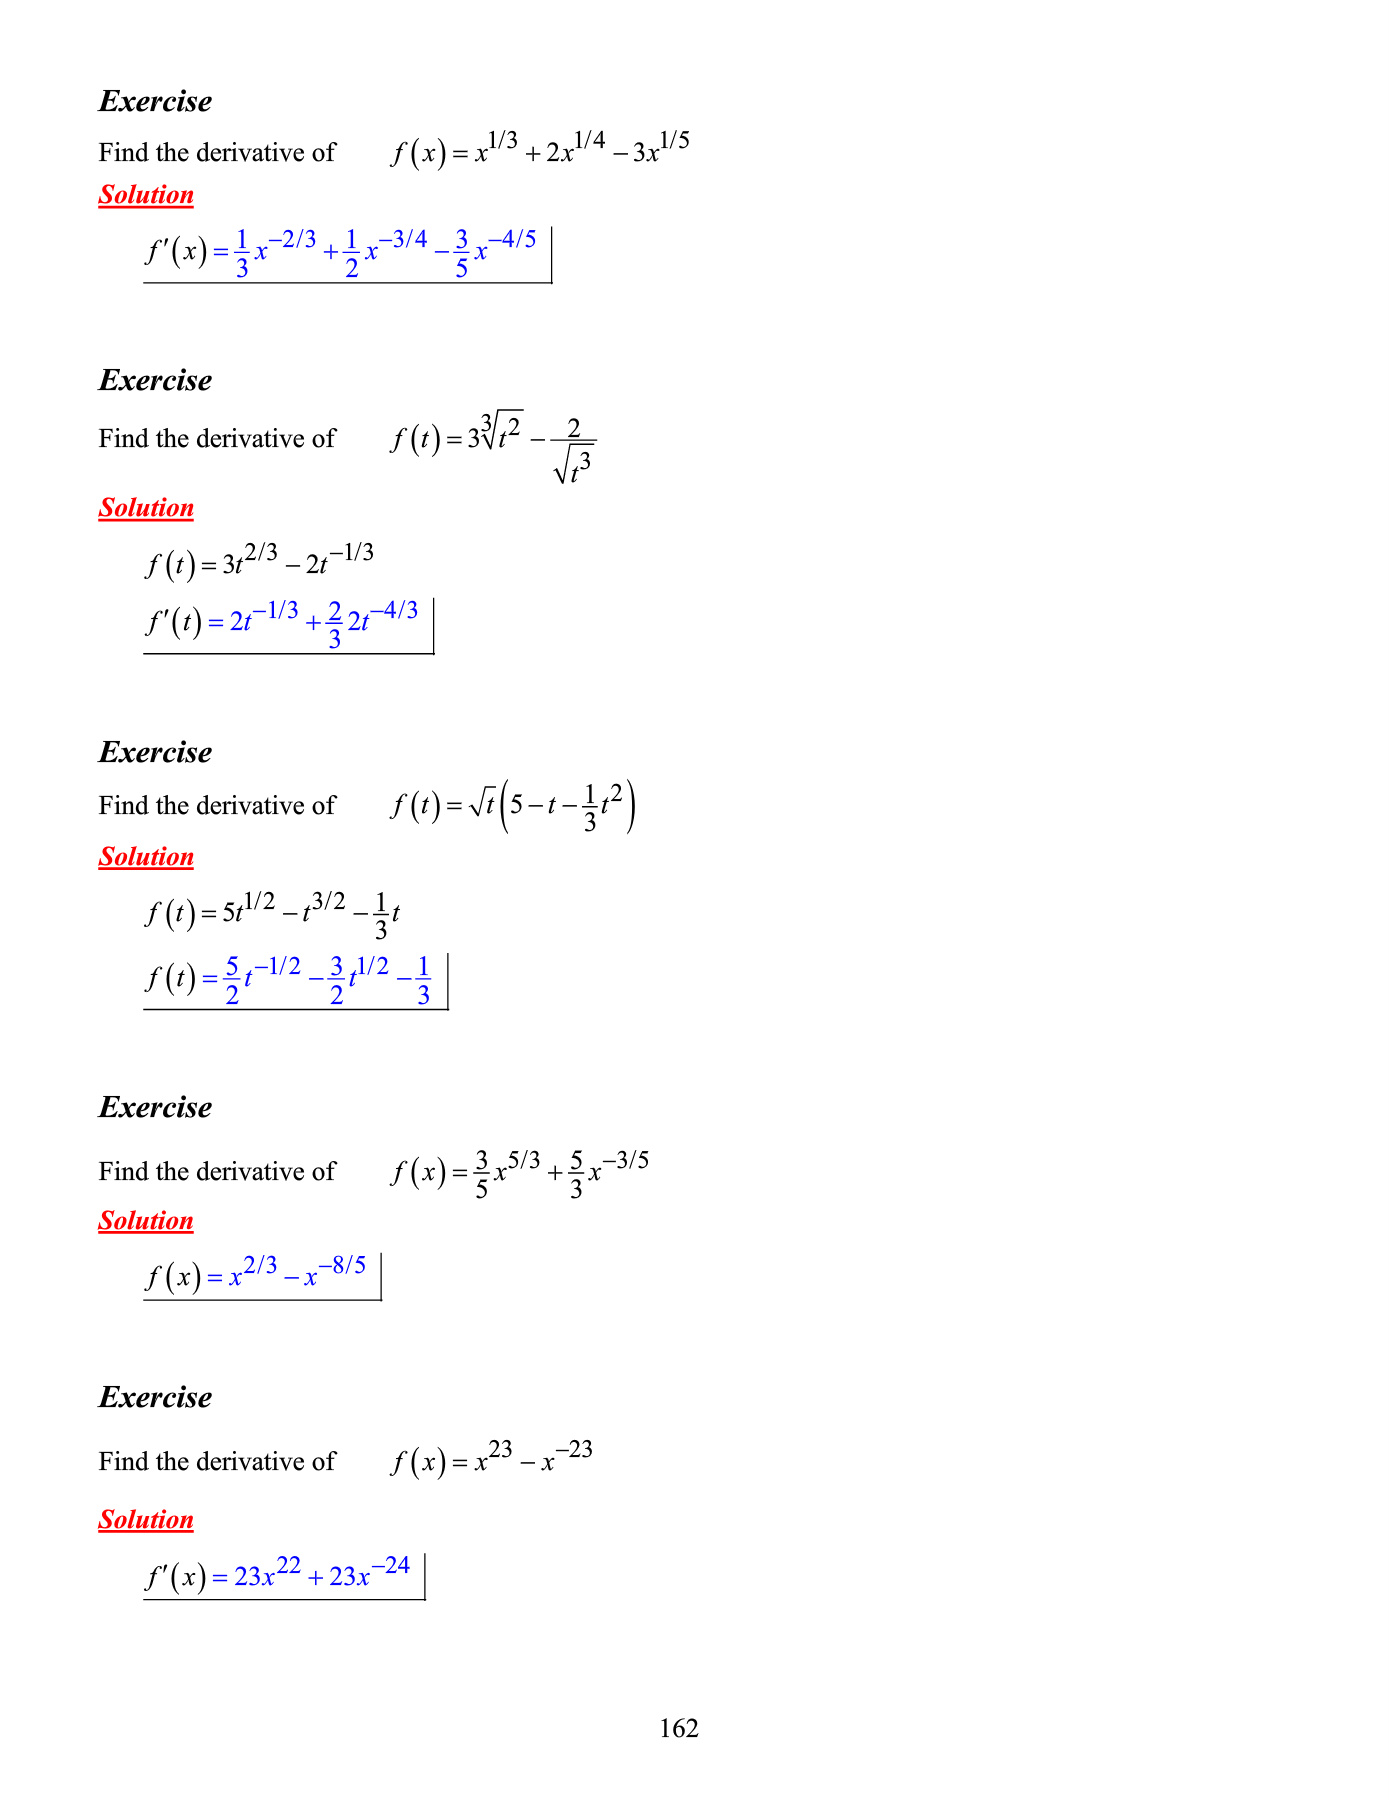 Exercise
Find the derivative of f(x) = x^{1/3} + 2x^{1/4} − 3x^{1/5}
Solution
f′(x) = \frac{1}{3}x^{−2/3} + \frac{1}{2}x^{−3/4} − \frac{3}{5}x^{−4/5}
Exercise
Find the derivative of f(t) = 3\sqrt[3]{t^2} − \frac{2}{\sqrt{t^3}}
Solution
f(t) = 3t^{2/3} − 2t^{−1/3}
f′(t) = 2t^{−1/3} + \frac{2}{3}2t^{−4/3}
Exercise
Find the derivative of f(t) = \sqrt{t}(5 − t − \frac{1}{3}t^2)
Solution
f(t) = 5t^{1/2} − t^{3/2} − \frac{1}{3}t
f(t) = \frac{5}{2}t^{−1/2} − \frac{3}{2}t^{1/2} − \frac{1}{3}
Exercise
Find the derivative of f(x) = \frac{3}{5}x^{5/3} + \frac{5}{3}x^{−3/5}
Solution
f(x) = x^{2/3} − x^{−8/5}
Exercise
Find the derivative of f(x) = x^{23} − x^{−23}
Solution
f′(x) = 23x^{22} + 23x^{−24}
162